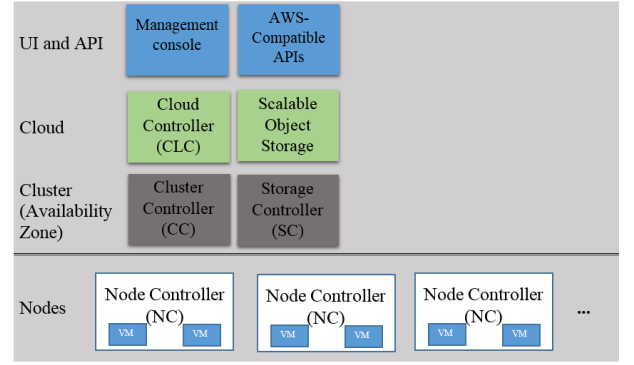 UI and API
Management
console
AWS-
Compatible
APIs
Cloud
Cloud
Controller
(CLC)
Scalable
Object
Storage
Cluster
(Availability
Zone)
Cluster
Controller
(CC)
Storage
Controller
(SC)
Nodes
Node Controller
(NC)
VM
VM
Node Controller
(NC)
VM
VM
Node Controller
(NC)
VM
VM
...